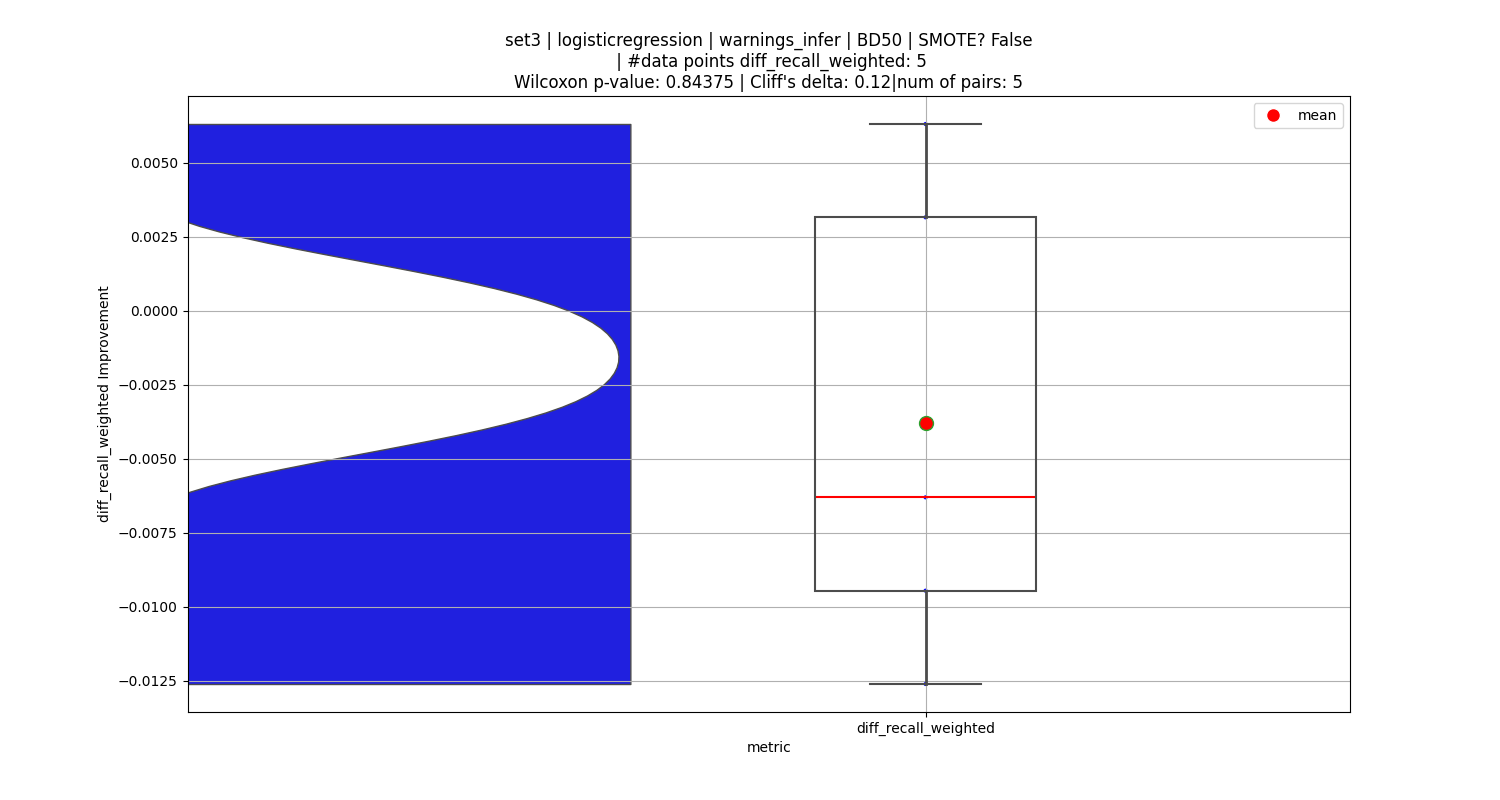 set3 | logisticregression | warnings_infer | BD50 | SMOTE? False
| #data points diff_recall_weighted: 5
Wilcoxon p-value: 0.84375 | Cliff's delta: 0.12|num of pairs: 5
mean
0.0050
0.0025
0.0000
−0.0025
−0.0050
−0.0075
−0.0100
−0.0125
diff_recall_weighted Improvement
diff_recall_weighted
metric